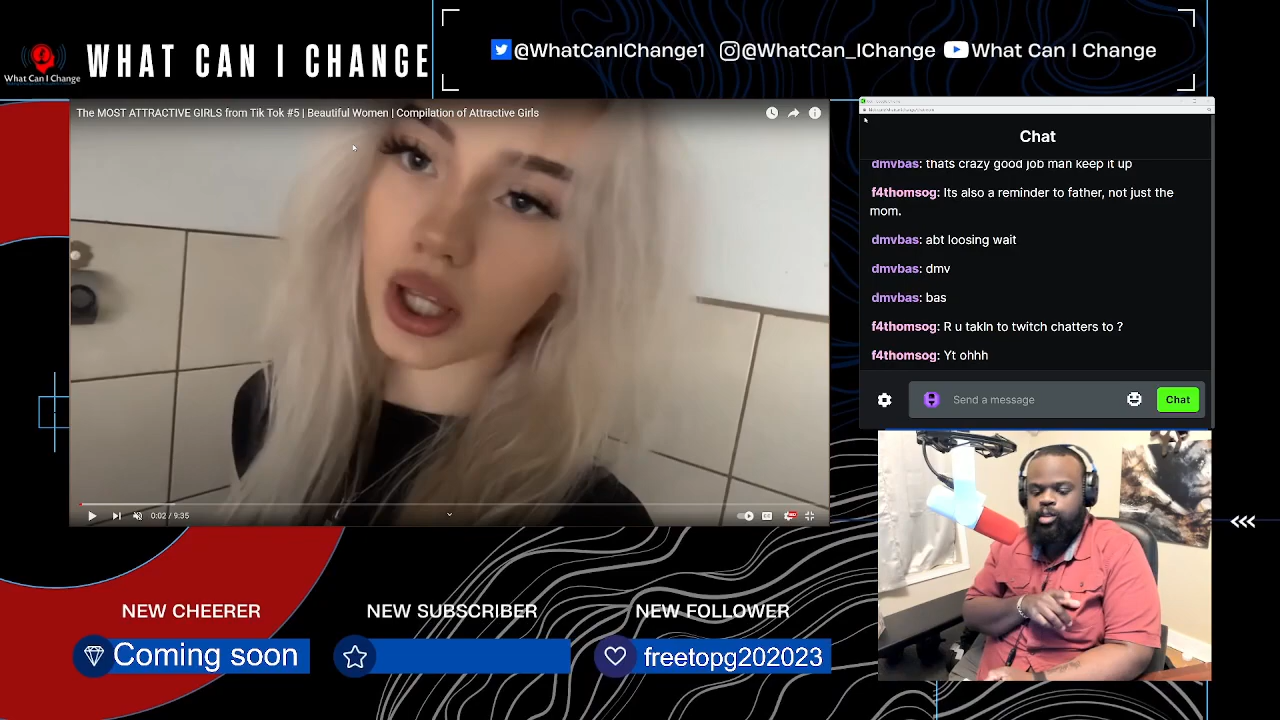 What Can I Change
WHAT CAN I CHANGE
@WhatCanIChange1 @WhatCan_IChange What Can I Change
The MOST ATTRACTIVE GIRLS from Tik Tok #5 | Beautiful Women | Compilation of Attractive Girls
0:02 / 9:35
Chat
dmvbas: thats crazy good job man keep it up
f4thomsog: Its also a reminder to father, not just the
mom.
dmvbas: abt loosing wait
dmvbas: dmv
dmvbas: bas
f4thomsog: R u takIn to twitch chatters to ?
f4thomsog: Yt ohhh
Send a message
Chat
NEW CHEERER
Coming soon
NEW SUBSCRIBER
NEW FOLLOWER
freetopg202023